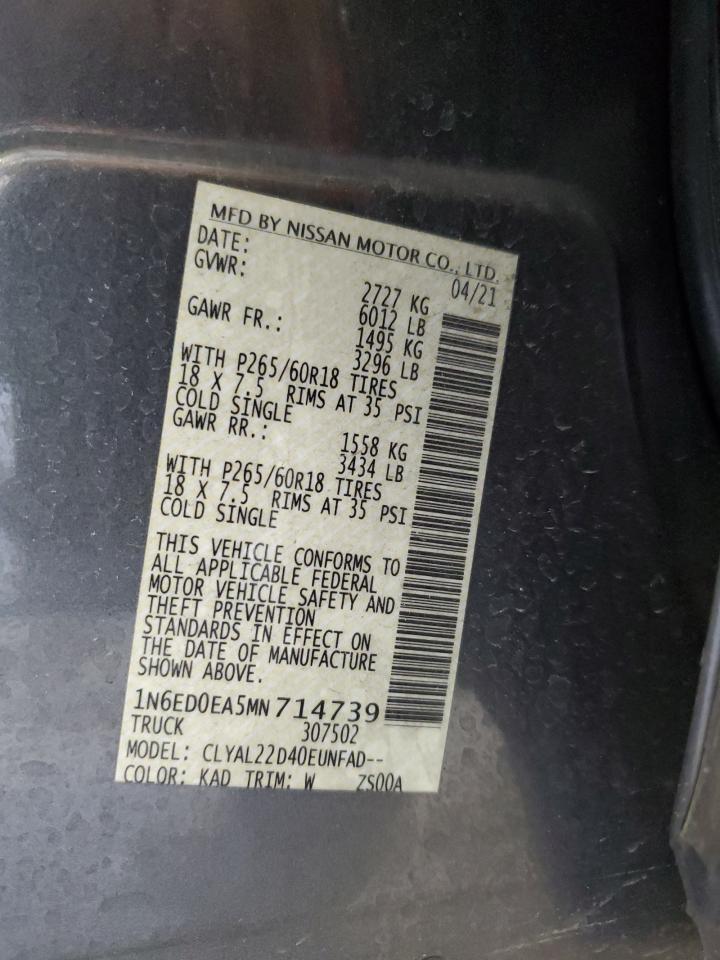 MFD BY NISSAN MOTOR CO., LTD.
DATE: 04/21
GVWR: 2727 KG
6012 LB
GAWR FR.: 1495 KG
3296 LB
WITH P265/60R18 TIRES
18 X 7.5 RIMS AT 35 PSI
COLD SINGLE
GAWR RR.: 1558 KG
3434 LB
WITH P265/60R18 TIRES
18 X 7.5 RIMS AT 35 PSI
COLD SINGLE
THIS VEHICLE CONFORMS TO
ALL APPLICABLE FEDERAL
MOTOR VEHICLE SAFETY AND
THEFT PREVENTION
STANDARDS IN EFFECT ON
THE DATE OF MANUFACTURE
SHOWN ABOVE.
1N6ED0EA5MN714739
TRUCK 307502
MODEL: CLYAL22D40EUNFAD--
COLOR: KAD TRIM: W ZS00A